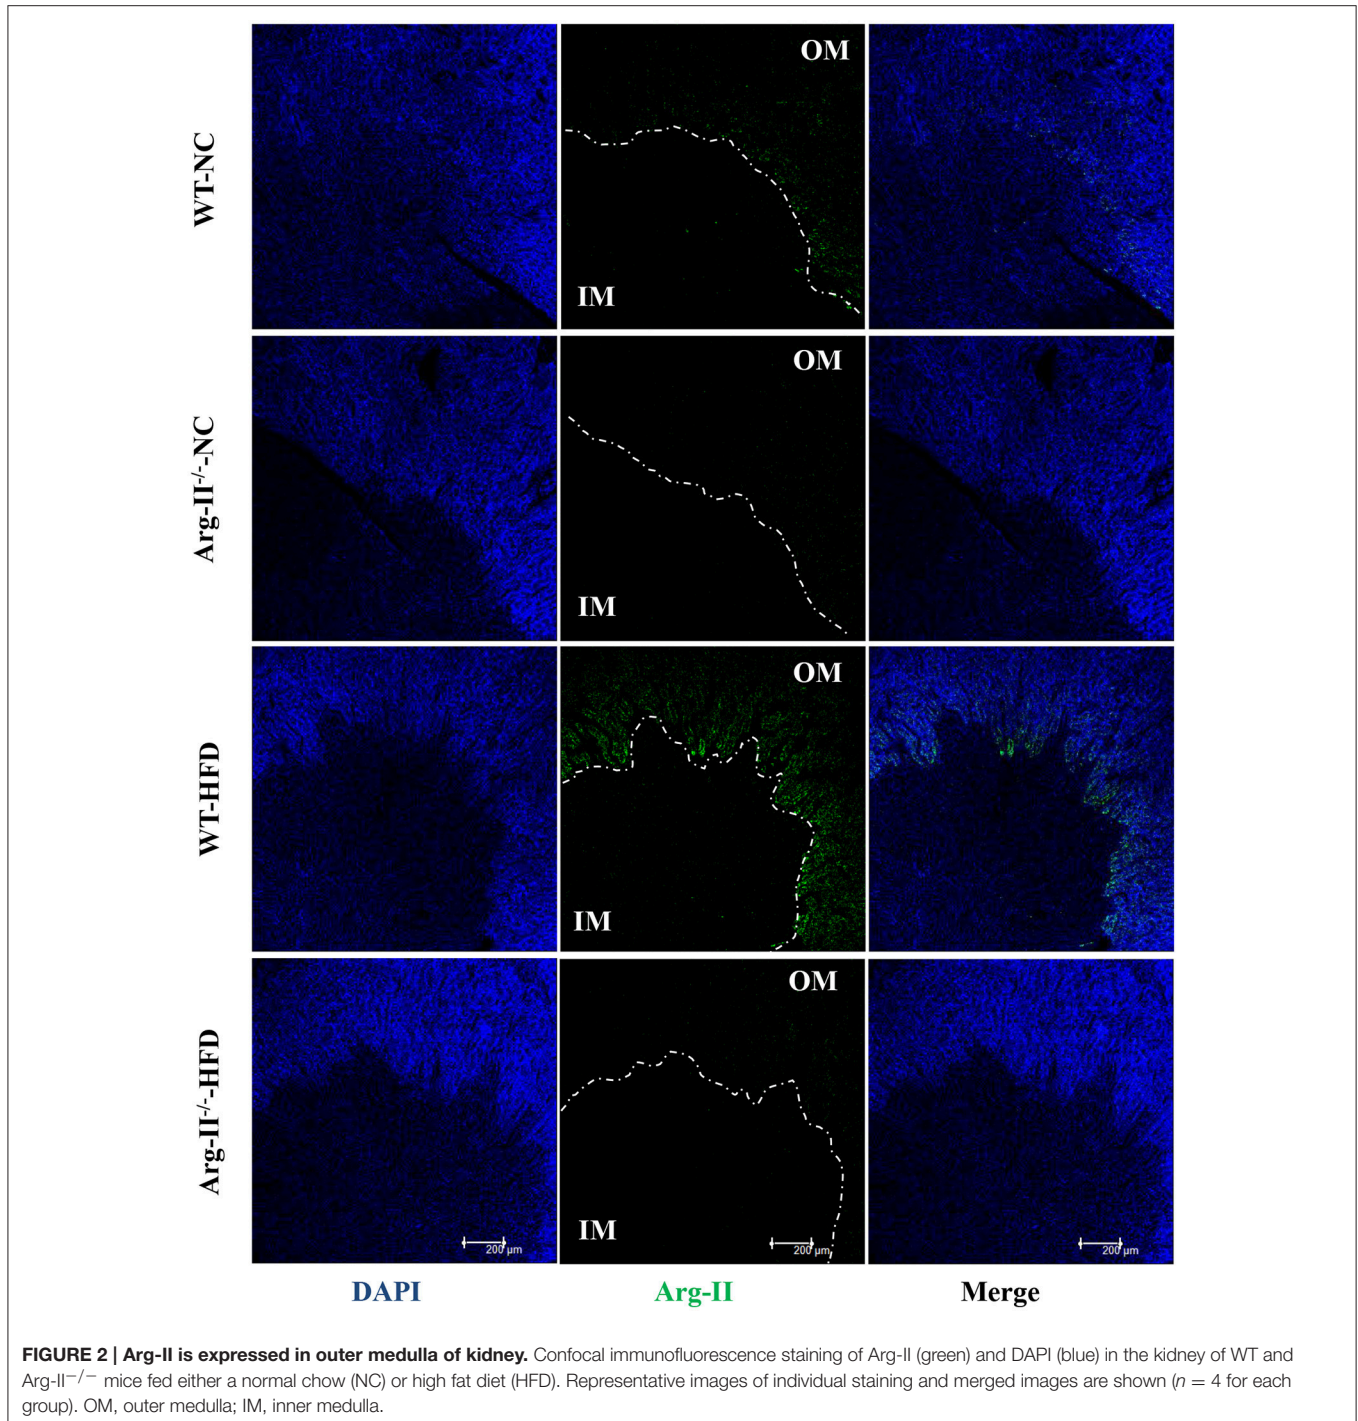 WT-NC
OM
IM
Arg-II-/--NC
OM
IM
WT-HFD
OM
IM
Arg-II-/--HFD
OM
IM
200 µm
200 µm
200 µm
DAPI
Arg-II
Merge
FIGURE 2 | Arg-II is expressed in outer medulla of kidney. Confocal immunofluorescence staining of Arg-II (green) and DAPI (blue) in the kidney of WT and
Arg-II−/− mice fed either a normal chow (NC) or high fat diet (HFD). Representative images of individual staining and merged images are shown (n = 4 for each
group). OM, outer medulla; IM, inner medulla.